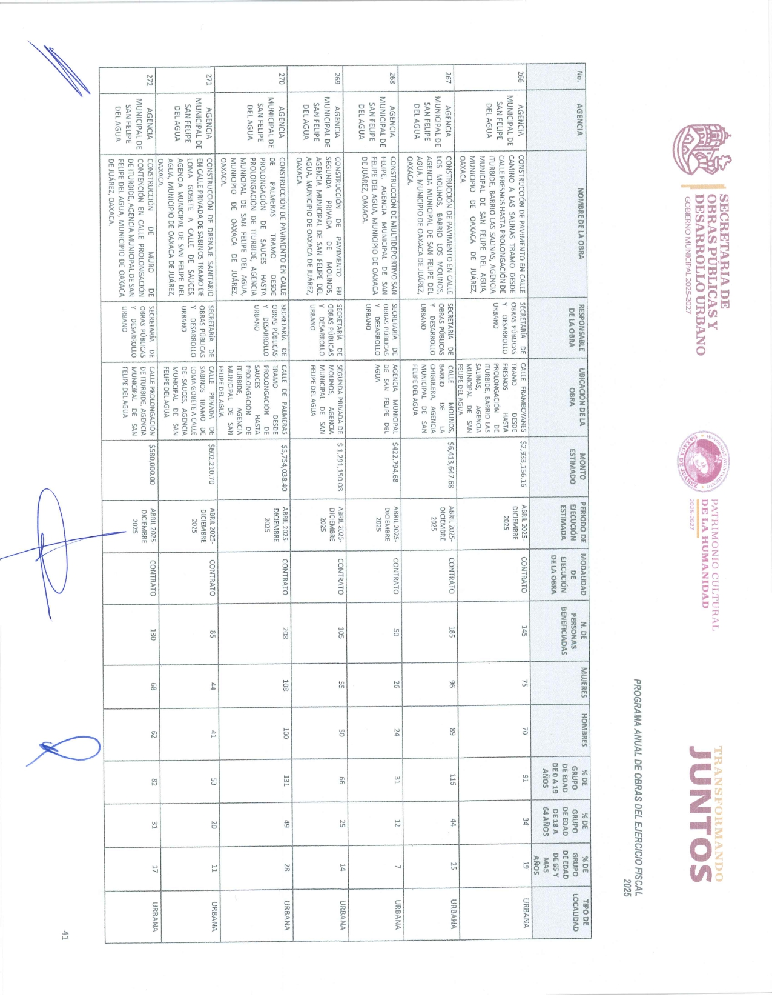 SECRETARÍA DE
OBRAS PÚBLICAS Y
DESARROLLO URBANO
GOBIERNO MUNICIPAL 2025-2027
HONORABLE AYUNTAMIENTO
OAXACA DE JUÁREZ
PATRIMONIO CULTURAL
DE LA HUMANIDAD
2025-2027
TRANSFORMANDO
JUNTOS
PROGRAMA ANUAL DE OBRAS DEL EJERCICIO FISCAL
2025
No.
AGENCIA
NOMBRE DE LA OBRA
RESPONSABLE
DE LA OBRA
UBICACIÓN DE LA
OBRA
MONTO
ESTIMADO
PERIODO DE
EJECUCIÓN
ESTIMADA
MODALIDAD
DE
EJECUCIÓN
DE LA OBRA
N. DE
PERSONAS
BENEFICIADAS
MUJERES
HOMBRES
% DE
GRUPO
DE EDAD
DE 0 A 19
AÑOS
% DE
GRUPO
DE EDAD
DE 18 A
64 AÑOS
% DE
GRUPO
DE EDAD
DE 65 Y
MAS
AÑOS
TIPO DE
LOCALIDAD
266
AGENCIA
MUNICIPAL DE
SAN FELIPE
DEL AGUA
CONSTRUCCIÓN DE PAVIMENTO EN CALLE
CAMINO A LAS SALINAS TRAMO DESDE
CALLE FRESNOS HASTA PROLONGACIÓN DE
ITURBIDE, BARRIO LAS SALINAS, AGENCIA
MUNICIPAL DE SAN FELIPE DEL AGUA,
MUNICIPIO DE OAXACA DE JUÁREZ,
OAXACA.
SECRETARÍA DE
OBRAS PÚBLICAS
Y DESARROLLO
URBANO
CALLE FRAMBOYANES
TRAMO DESDE
FRESNOS HASTA
PROLONGACIÓN DE
ITURBIDE, BARRIO LAS
SALINAS, AGENCIA
MUNICIPAL DE SAN
FELIPE DEL AGUA
$2,933,156.16
ABRIL 2025-
DICIEMBRE
2025
CONTRATO
145
75
70
91
34
19
URBANA
267
AGENCIA
MUNICIPAL DE
SAN FELIPE
DEL AGUA
CONSTRUCCIÓN DE PAVIMENTO EN CALLE
LOS MOLINOS, BARRIO LOS MOLINOS,
AGENCIA MUNICIPAL DE SAN FELIPE DEL
AGUA, MUNICIPIO DE OAXACA DE JUÁREZ,
OAXACA.
SECRETARÍA DE
OBRAS PÚBLICAS
Y DESARROLLO
URBANO
CALLE MOLINOS,
BARRIO DE LA
CHIGULERA, AGENCIA
MUNICIPAL DE SAN
FELIPE DEL AGUA
$6,413,647.68
ABRIL 2025-
DICIEMBRE
2025
CONTRATO
185
96
89
116
44
25
URBANA
268
AGENCIA
MUNICIPAL DE
SAN FELIPE
DEL AGUA
CONSTRUCCIÓN DE MULTIDEPORTIVO SAN
FELIPE, AGENCIA MUNICIPAL DE SAN
FELIPE DEL AGUA, MUNICIPIO DE OAXACA
DE JUÁREZ, OAXACA.
SECRETARÍA DE
OBRAS PÚBLICAS
Y DESARROLLO
URBANO
AGENCIA MUNICIPAL
DE SAN FELIPE DEL
AGUA
$422,794.68
ABRIL 2025-
DICIEMBRE
2025
CONTRATO
50
26
24
31
12
7
URBANA
269
AGENCIA
MUNICIPAL DE
SAN FELIPE
DEL AGUA
CONSTRUCCIÓN DE PAVIMENTO EN
SEGUNDA PRIVADA DE MOLINOS,
AGENCIA MUNICIPAL DE SAN FELIPE DEL
AGUA, MUNICIPIO DE OAXACA DE JUÁREZ,
OAXACA.
SECRETARÍA DE
OBRAS PÚBLICAS
Y DESARROLLO
URBANO
SEGUNDA PRIVADA DE
MOLINOS, AGENCIA
MUNICIPAL DE SAN
FELIPE DEL AGUA
$ 1,291,150.08
ABRIL 2025-
DICIEMBRE
2025
CONTRATO
105
55
50
66
25
14
URBANA
270
AGENCIA
MUNICIPAL DE
SAN FELIPE
DEL AGUA
CONSTRUCCIÓN DE PAVIMENTO EN CALLE
DE PALMERAS TRAMO DESDE
PROLONGACIÓN DE SAUCES HASTA
PROLONGACIÓN DE ITURBIDE, AGENCIA
MUNICIPAL DE SAN FELIPE DEL AGUA,
MUNICIPIO DE OAXACA DE JUÁREZ,
OAXACA.
SECRETARÍA DE
OBRAS PÚBLICAS
Y DESARROLLO
URBANO
CALLE DE PALMERAS
TRAMO DESDE
PROLONGACIÓN DE
SAUCES HASTA
PROLONGACIÓN DE
ITURBIDE, AGENCIA
MUNICIPAL DE SAN
FELIPE DEL AGUA
$5,754,038.40
ABRIL 2025-
DICIEMBRE
2025
CONTRATO
208
108
100
131
49
28
URBANA
271
AGENCIA
MUNICIPAL DE
SAN FELIPE
DEL AGUA
CONSTRUCCIÓN DE DRENAJE SANITARIO
EN CALLE PRIVADA DE SABINOS TRAMO DE
LOMA GOBETE A CALLE DE SAUCES,
AGENCIA MUNICIPAL DE SAN FELIPE DEL
AGUA, MUNICIPIO DE OAXACA DE JUÁREZ,
OAXACA.
SECRETARÍA DE
OBRAS PÚBLICAS
Y DESARROLLO
URBANO
CALLE PRIVADA DE
SABINOS TRAMO DE
LOMA GOBETE A CALLE
DE SAUCES, AGENCIA
MUNICIPAL DE SAN
FELIPE DEL AGUA
$602,210.70
ABRIL 2025-
DICIEMBRE
2025
CONTRATO
85
44
41
53
20
11
URBANA
272
AGENCIA
MUNICIPAL DE
SAN FELIPE
DEL AGUA
CONSTRUCCIÓN DE MURO DE
CONTENCIÓN EN CALLE PROLONGACIÓN
DE ITURBIDE, AGENCIA MUNICIPAL DE SAN
FELIPE DEL AGUA, MUNICIPIO DE OAXACA
DE JUÁREZ, OAXACA.
SECRETARÍA DE
OBRAS PÚBLICAS
Y DESARROLLO
URBANO
CALLE PROLONGACIÓN
DE ITURBIDE, AGENCIA
MUNICIPAL DE SAN
FELIPE DEL AGUA
$580,000.00
ABRIL 2025-
DICIEMBRE
2025
CONTRATO
130
68
62
82
31
17
URBANA
41